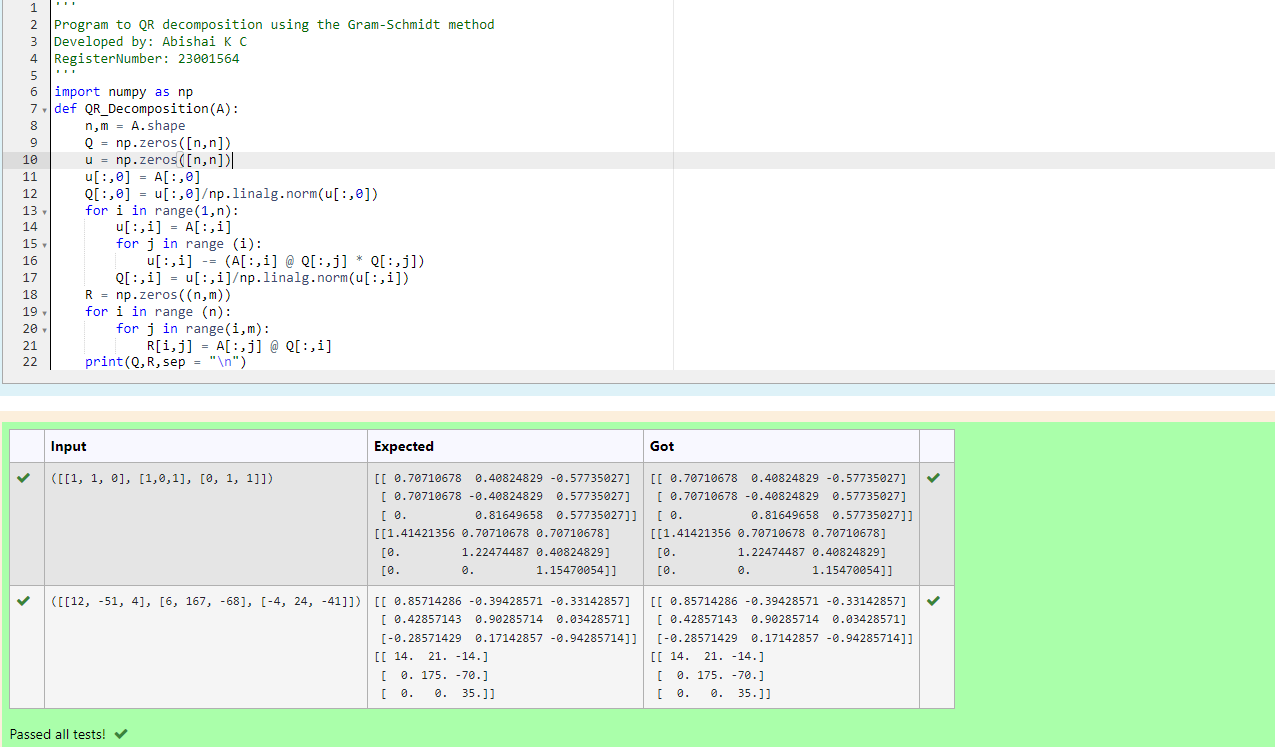 1 '''
2 Program to QR decomposition using the Gram-Schmidt method
3 Developed by: Abishai K C
4 RegisterNumber: 23001564
5 '''
6 import numpy as np
7 def QR_Decomposition(A):
8     n,m = A.shape
9     Q = np.zeros([n,n])
10     u = np.zeros([n,n])
11     u[:,0] = A[:,0]
12     Q[:,0] = u[:,0]/np.linalg.norm(u[:,0])
13     for i in range(1,n):
14         u[:,i] = A[:,i]
15         for j in range (i):
16             u[:,i] -= (A[:,i] @ Q[:,j] * Q[:,j])
17         Q[:,i] = u[:,i]/np.linalg.norm(u[:,i])
18     R = np.zeros((n,m))
19     for i in range (n):
20         for j in range(i,m):
21             R[i,j] = A[:,j] @ Q[:,i]
22     print(Q,R,sep = "\n")
Input Expected Got
([[1, 1, 0], [1,0,1], [0, 1, 1]]) [[ 0.70710678  0.40824829 -0.57735027] [[ 0.70710678  0.40824829 -0.57735027]
[ 0.70710678 -0.40824829  0.57735027] [ 0.70710678 -0.40824829  0.57735027]
[ 0.          0.81649658  0.57735027]] [ 0.          0.81649658  0.57735027]]
[[1.41421356 0.70710678 0.70710678] [[1.41421356 0.70710678 0.70710678]
[0.         1.22474487 0.40824829] [0.         1.22474487 0.40824829]
[0.         0.         1.15470054]] [0.         0.         1.15470054]]
([[12, -51, 4], [6, 167, -68], [-4, 24, -41]]) [[ 0.85714286 -0.39428571 -0.33142857] [[ 0.85714286 -0.39428571 -0.33142857]
[ 0.42857143  0.90285714  0.03428571] [ 0.42857143  0.90285714  0.03428571]
[-0.28571429  0.17142857 -0.94285714]] [-0.28571429  0.17142857 -0.94285714]]
[[ 14.  21. -14.] [[ 14.  21. -14.]
[  0. 175. -70.] [  0. 175. -70.]
[  0.   0.  35.]] [  0.   0.  35.]]
Passed all tests!